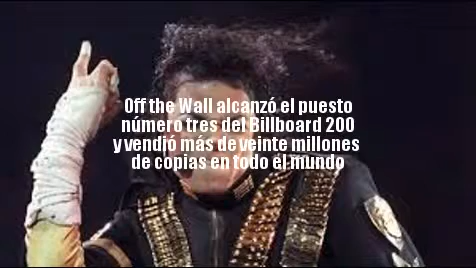 Off the Wall alcanzó el puesto
número tres del Billboard 200
y vendió más de veinte millones
de copias en todo el mundo